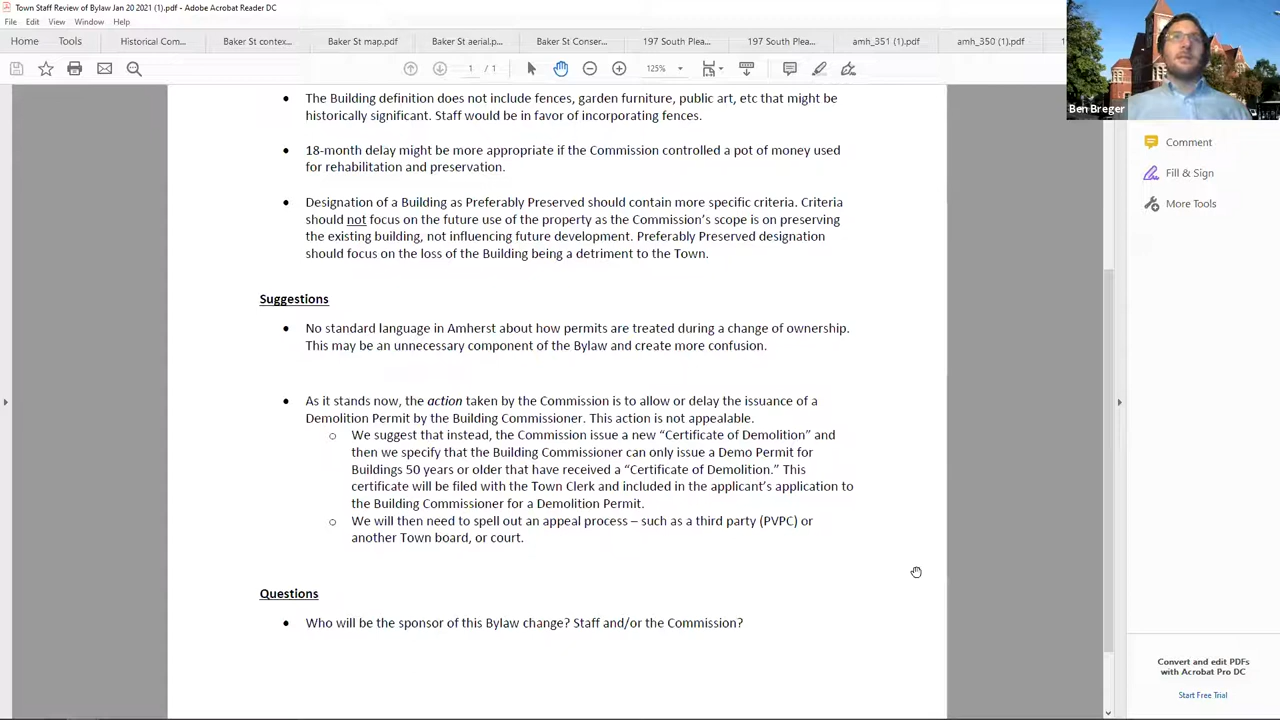 Town Staff Review of Bylaw Jan 20 2021 (1).pdf - Adobe Acrobat Reader DC
File Edit View Window Help
Home Tools Historical Com... Baker St contex... Baker St map.pdf Baker St aerial.p... Baker St Conser... 197 South Plea... 197 South Plea... amh_351 (1).pdf amh_350 (1).pdf
/ 1 125%
Ben Breger
• The Building definition does not include fences, garden furniture, public art, etc that might be
historically significant. Staff would be in favor of incorporating fences.
• 18-month delay might be more appropriate if the Commission controlled a pot of money used
for rehabilitation and preservation.
• Designation of a Building as Preferably Preserved should contain more specific criteria. Criteria
should not focus on the future use of the property as the Commission's scope is on preserving
the existing building, not influencing future development. Preferably Preserved designation
should focus on the loss of the Building being a detriment to the Town.
Suggestions
• No standard language in Amherst about how permits are treated during a change of ownership.
This may be an unnecessary component of the Bylaw and create more confusion.
• As it stands now, the action taken by the Commission is to allow or delay the issuance of a
Demolition Permit by the Building Commissioner. This action is not appealable.
o We suggest that instead, the Commission issue a new “Certificate of Demolition” and
then we specify that the Building Commissioner can only issue a Demo Permit for
Buildings 50 years or older that have received a “Certificate of Demolition.” This
certificate will be filed with the Town Clerk and included in the applicant's application to
the Building Commissioner for a Demolition Permit.
o We will then need to spell out an appeal process – such as a third party (PVPC) or
another Town board, or court.
Questions
• Who will be the sponsor of this Bylaw change? Staff and/or the Commission?
Comment
Fill & Sign
More Tools
Convert and edit PDFs
with Acrobat Pro DC
Start Free Trial